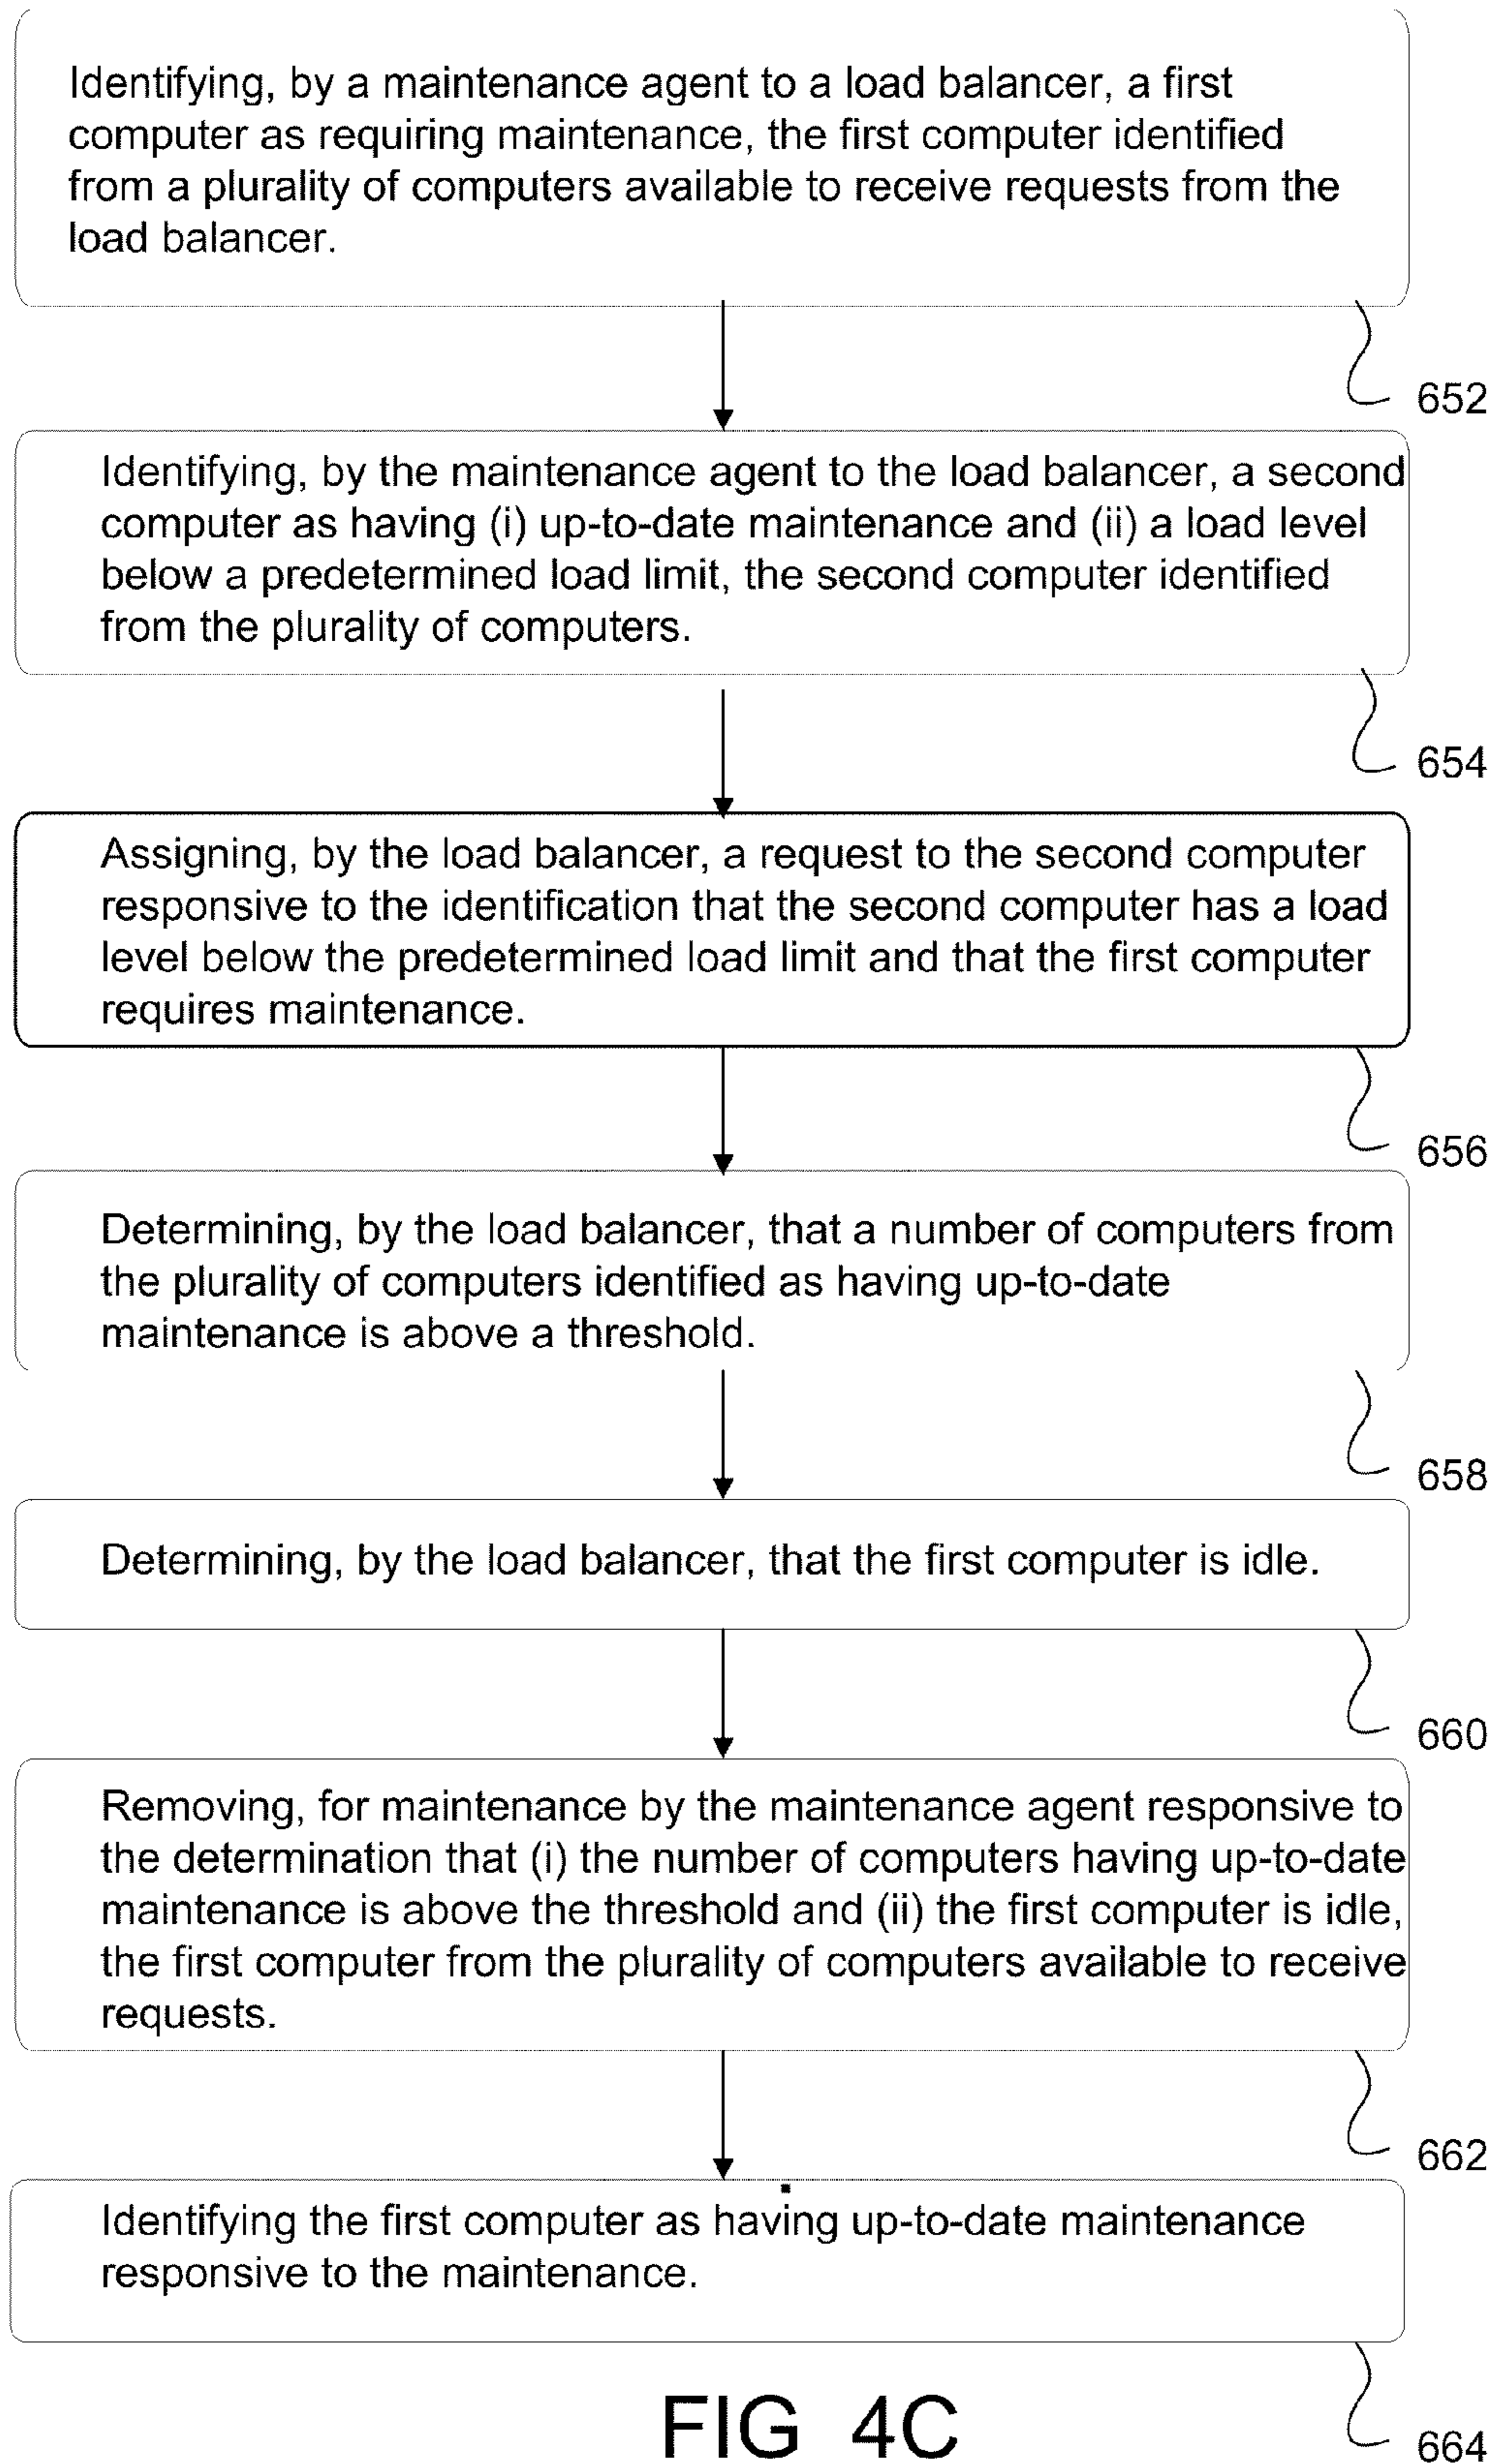 Identifying, by a maintenance agent to a load balancer, a first
computer as requiring maintenance, the first computer identified
from a plurality of computers available to receive requests from the
load balancer.
652
Identifying, by the maintenance agent to the load balancer, a second
computer as having (i) up-to-date maintenance and (ii) a load level
below a predetermined load limit, the second computer identified
from the plurality of computers.
654
Assigning, by the load balancer, a request to the second computer
responsive to the identification that the second computer has a load
level below the predetermined load limit and that the first computer
requires maintenance.
656
Determining, by the load balancer, that a number of computers from
the plurality of computers identified as having up-to-date
maintenance is above a threshold.
658
Determining, by the load balancer, that the first computer is idle.
660
Removing, for maintenance by the maintenance agent responsive to
the determination that (i) the number of computers having up-to-date
maintenance is above the threshold and (ii) the first computer is idle,
the first computer from the plurality of computers available to receive
requests.
662
Identifying the first computer as having up-to-date maintenance
responsive to the maintenance.
664
FIG 4C